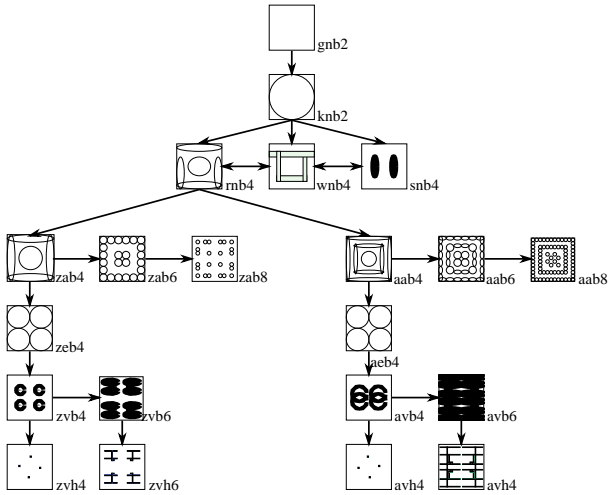 gnb2
knb2
rnb4 wnb4 snb4
zab4 zab6 zab8 aab4 aab6 aab8
zeb4 aeb4
zvb4 zvb6 avb4 avb6
zvh4 zvh6 avh4 avh4